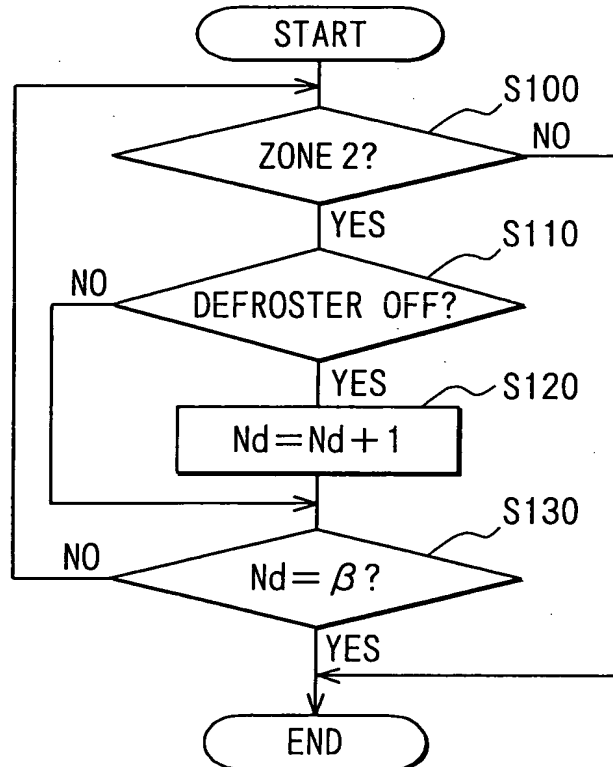 START
S100
ZONE 2?
NO
YES
S110
NO
DEFROSTER OFF?
YES
S120
Nd=Nd+1
S130
NO
Nd=β?
YES
END